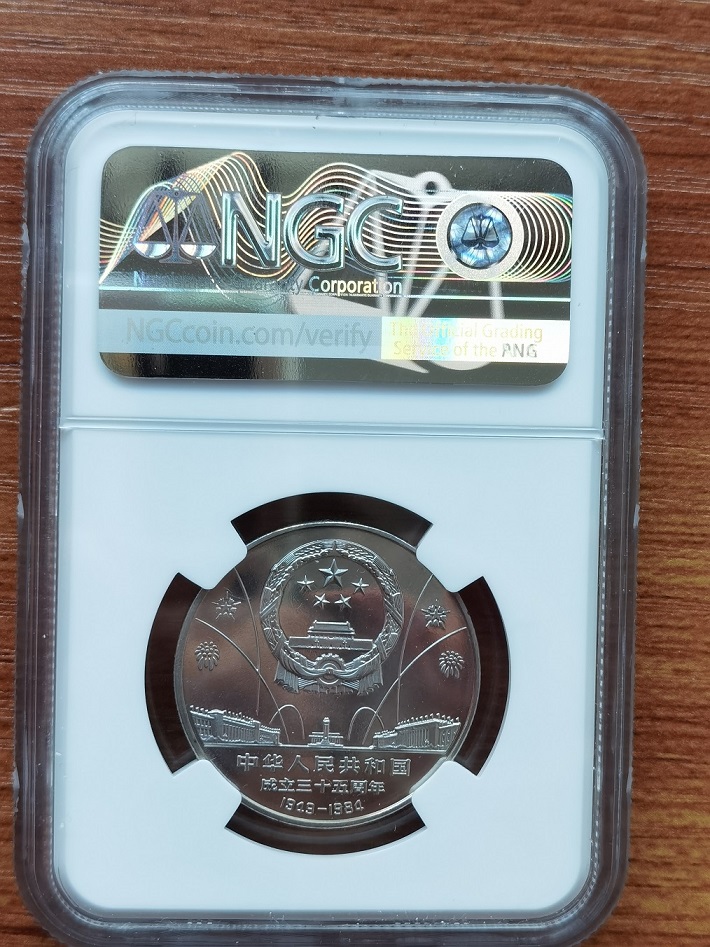 NGC
Corporation
NGCcoin.com/verify
The Official Grading
Service of the PNG
中华人民共和国
成立三十五周年
1949-1984